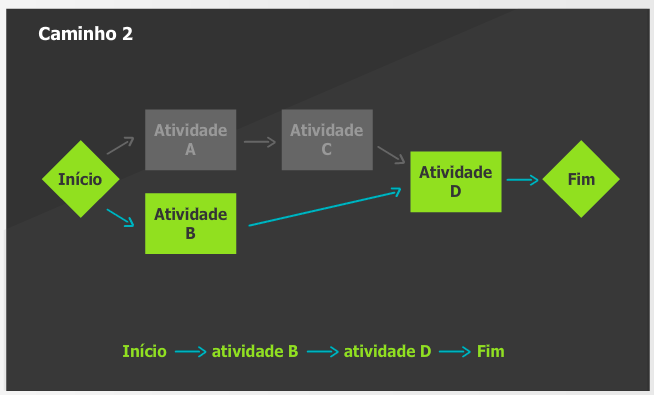 Caminho 2
Atividade
A
Atividade
C
Início
Atividade
B
Atividade
D
Fim
Início atividade B atividade D Fim